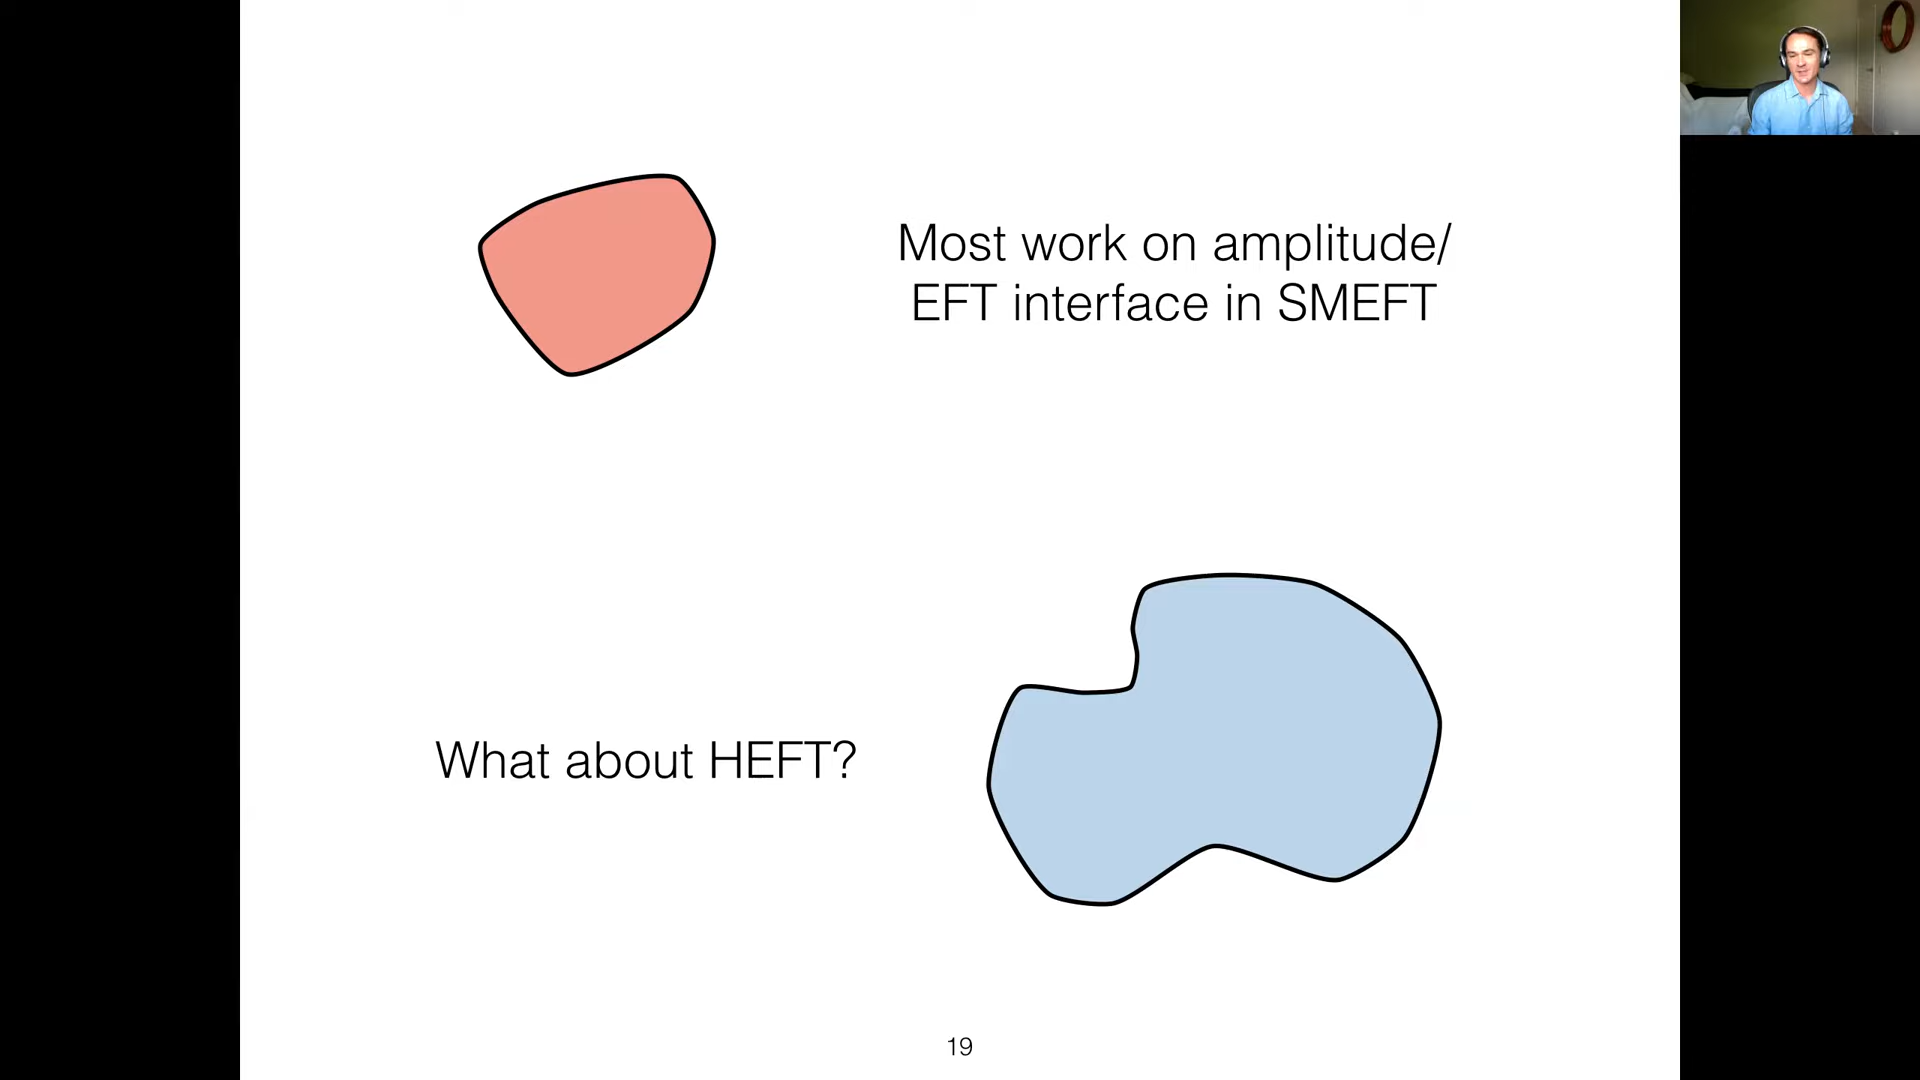 Most work on amplitude/
EFT interface in SMEFT
What about HEFT?
19